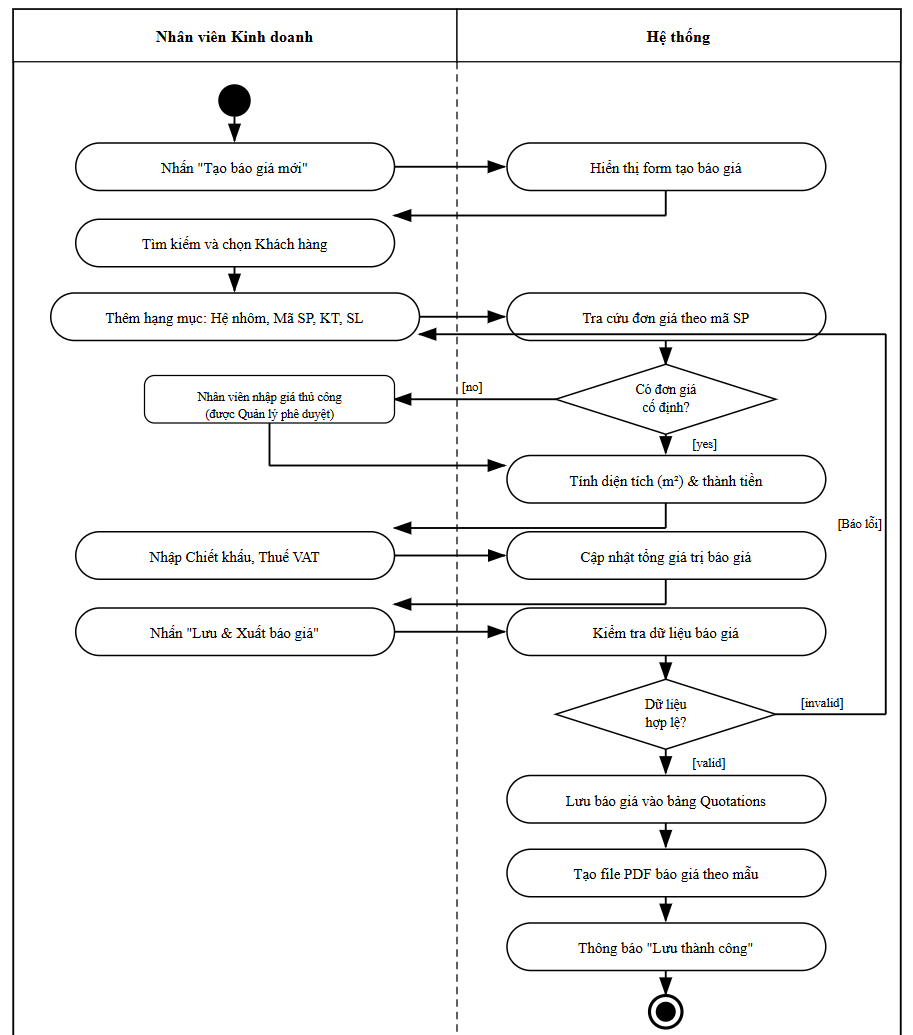 Nhân viên Kinh doanh
Hệ thống
Nhấn "Tạo báo giá mới"
Hiển thị form tạo báo giá
Tìm kiếm và chọn Khách hàng
Thêm hạng mục: Hệ nhôm, Mã SP, KT, SL
Tra cứu đơn giá theo mã SP
Có đơn giá
cố định?
[no]
Nhân viên nhập giá thủ công
(được Quản lý phê duyệt)
[yes]
Tính diện tích (m²) & thành tiền
[Báo lỗi]
Nhập Chiết khấu, Thuế VAT
Cập nhật tổng giá trị báo giá
Nhấn "Lưu & Xuất báo giá"
Kiểm tra dữ liệu báo giá
Dữ liệu
hợp lệ?
[invalid]
[valid]
Lưu báo giá vào bảng Quotations
Tạo file PDF báo giá theo mẫu
Thông báo "Lưu thành công"